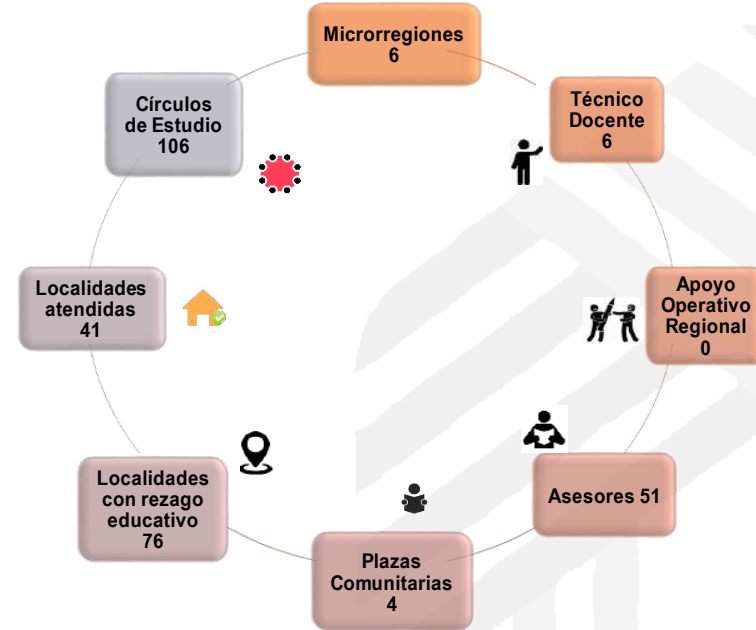 Microrregiones
6
Técnico
Docente
6
Apoyo
Operativo
Regional
0
Asesores 51
Plazas
Comunitarias
4
Localidades
con rezago
educativo
76
Localidades
atendidas
41
Círculos
de Estudio
106